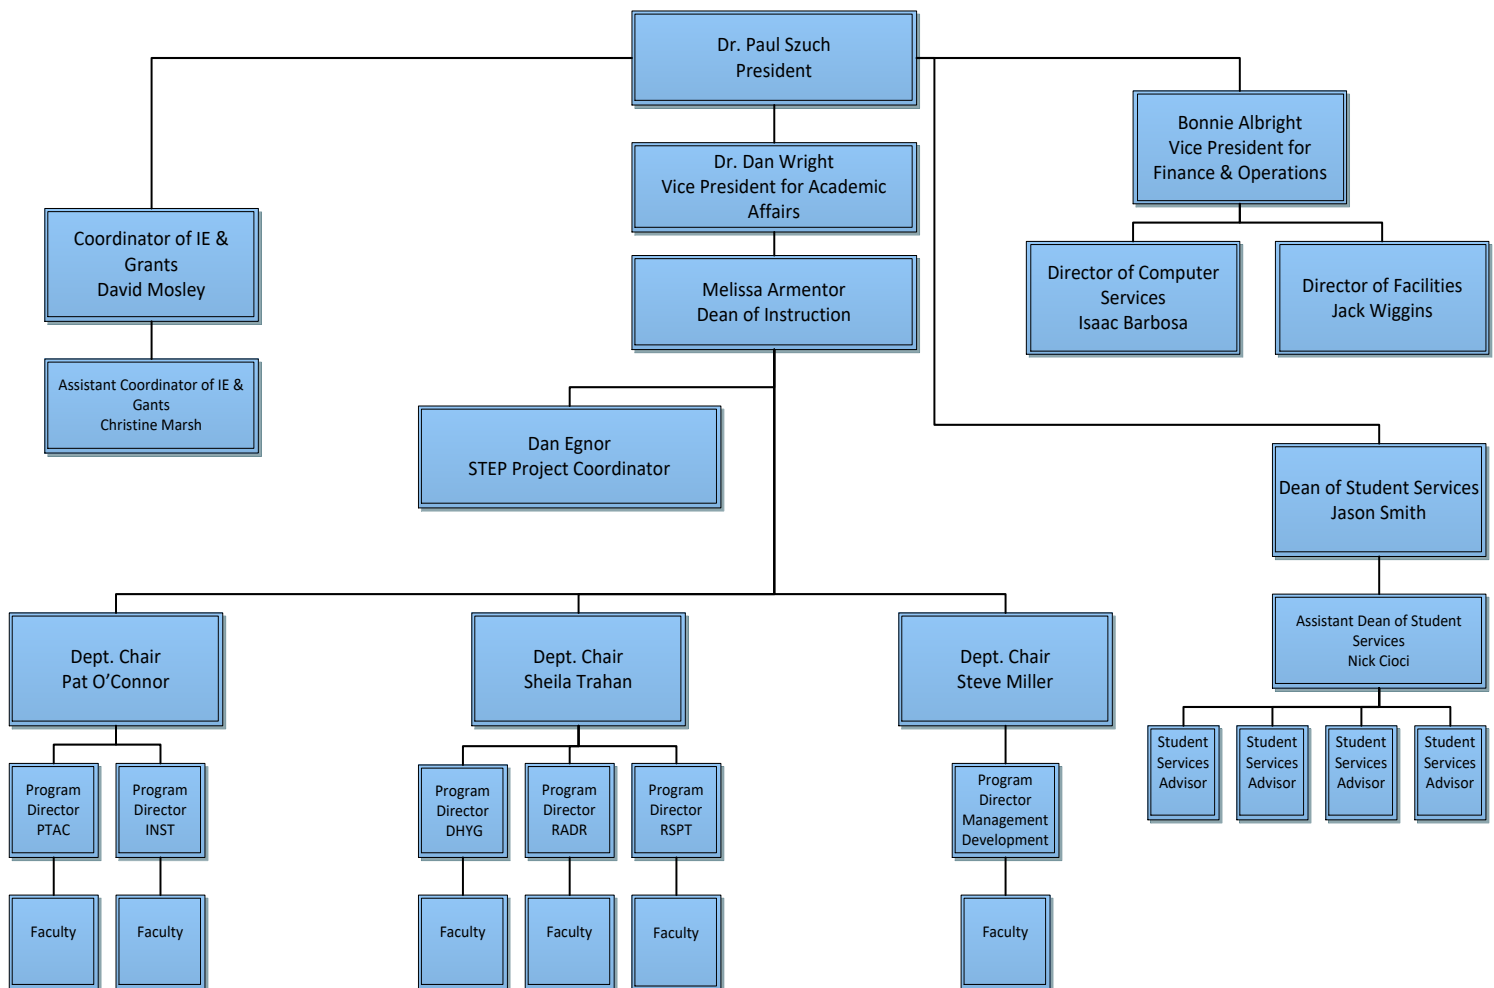 Dr. Paul Szuch
President
Bonnie Albright
Vice President for
Finance & Operations
Dr. Dan Wright
Vice President for Academic
Affairs
Coordinator of IE &
Grants
David Mosley
Director of Computer
Services
Isaac Barbosa
Director of Facilities
Jack Wiggins
Melissa Armentor
Dean of Instruction
Assistant Coordinator of IE &
Gants
Christine Marsh
Dan Egnor
STEP Project Coordinator
Dean of Student Services
Jason Smith
Assistant Dean of Student
Services
Nick Cioci
Dept. Chair
Pat O’Connor
Dept. Chair
Sheila Trahan
Dept. Chair
Steve Miller
Student
Services
Advisor
Student
Services
Advisor
Student
Services
Advisor
Student
Services
Advisor
Program
Director
PTAC
Program
Director
INST
Program
Director
DHYG
Program
Director
RADR
Program
Director
RSPT
Program
Director
Management
Development
Faculty
Faculty
Faculty
Faculty
Faculty
Faculty